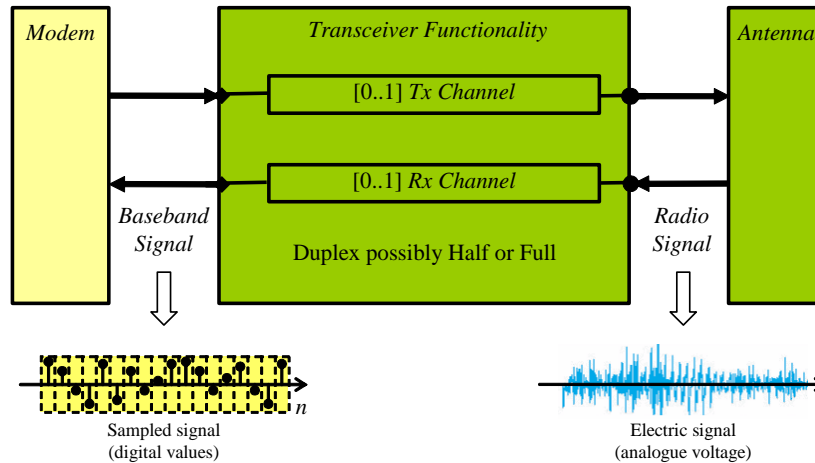 Modem
Transceiver Functionality
Antenna
[0..1] Tx Channel
[0..1] Rx Channel
Baseband
Signal
Radio
Signal
Duplex possibly Half or Full
n
Sampled signal
(digital values)
Electric signal
(analogue voltage)